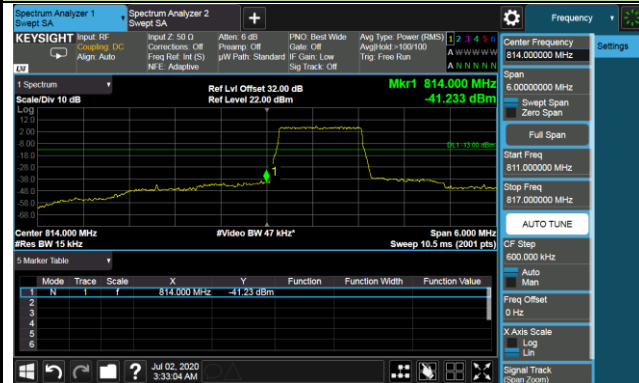 Spectrum Analyzer 1
Swept SA
Spectrum Analyzer 2
Swept SA
+
Frequency
KEYSIGHT
Input: RF
Coupling: DC
Align: Auto
Input Z: 50 Ω
Corrections: Off
Freq Ref: Int (S)
NFE: Adaptive
Atten: 6 dB
Preamp: Off
µW Path: Standard
PNO: Best Wide
Gate: Off
IF Gain: Low
Sig Track: Off
Avg Type: Power (RMS)
Avg|Hold:>100/100
Trig: Free Run
1 2 3 4 5 6
A W W W W W
A N N N N N
Center Frequency
814.000000 MHz
Settings
1 Spectrum
Scale/Div 10 dB
Ref Lvl Offset 32.00 dB
Ref Level 22.00 dBm
Mkr1 814.000 MHz
-41.233 dBm
Span
6.00000000 MHz
Swept Span
Zero Span
Log
12.0
2.00
-8.00
-18.0
-28.0
-38.0
-48.0
-58.0
-68.0
DL1 -13.00 dBm
1
Full Span
Start Freq
811.000000 MHz
Stop Freq
817.000000 MHz
AUTO TUNE
Center 814.000 MHz
#Res BW 15 kHz
#Video BW 47 kHz*
Span 6.000 MHz
Sweep 10.5 ms (2001 pts)
CF Step
600.000 kHz
Auto
Man
5 Marker Table
Mode Trace Scale X Y Function Function Width Function Value
1 N 1 f 814.000 MHz -41.23 dBm
2
3
4
5
6
Freq Offset
0 Hz
X Axis Scale
Log
Lin
Signal Track
(Span Zoom)
?
Jul 02, 2020
3:33:04 AM